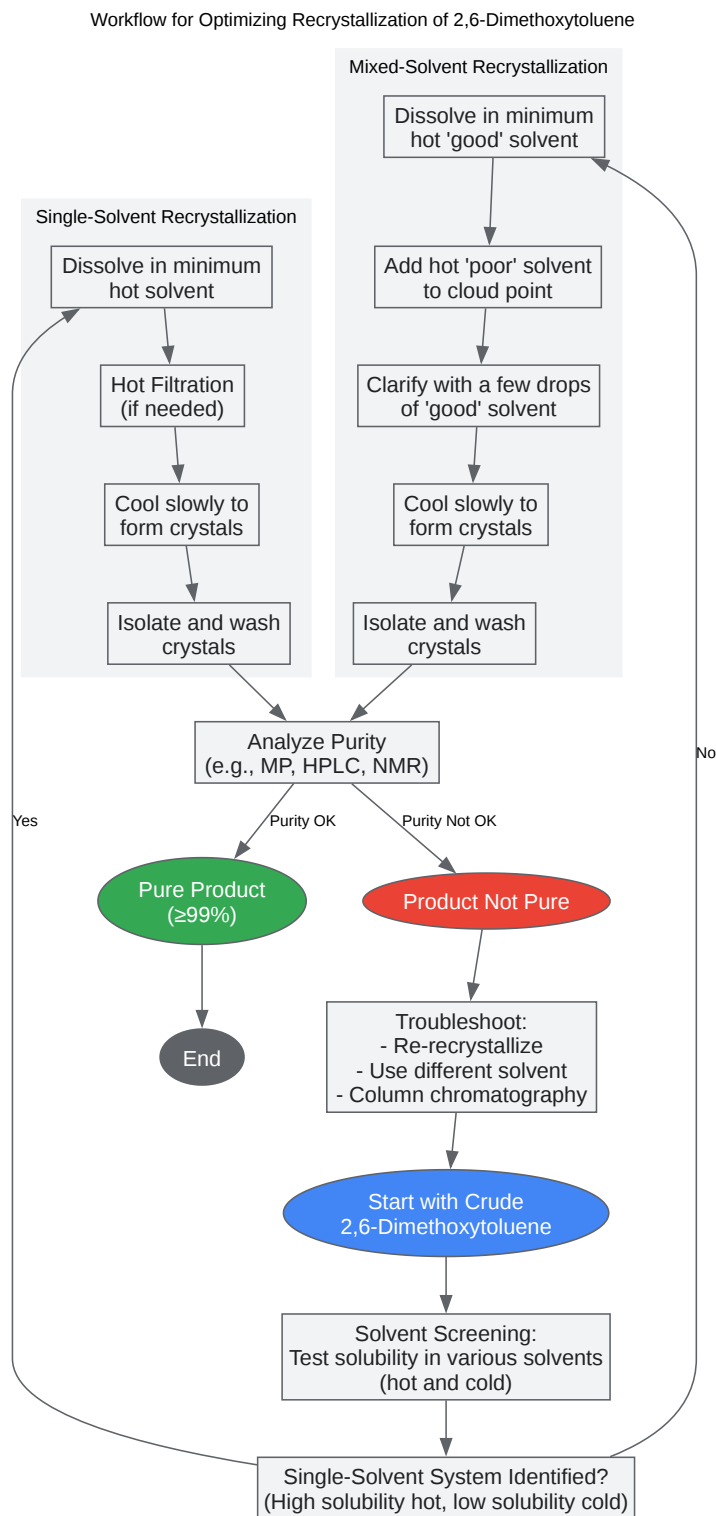 Workflow for Optimizing Recrystallization of 2,6-Dimethoxytoluene
Mixed-Solvent Recrystallization
Dissolve in minimum
hot 'good' solvent
Single-Solvent Recrystallization
Dissolve in minimum
hot solvent
Add hot 'poor' solvent
to cloud point
Hot Filtration
(if needed)
Clarify with a few drops
of 'good' solvent
Cool slowly to
form crystals
Cool slowly to
form crystals
Isolate and wash
crystals
Isolate and wash
crystals
Analyze Purity
(e.g., MP, HPLC, NMR)
No
Yes
Purity OK
Purity Not OK
Pure Product
(≥99%)
Product Not Pure
Troubleshoot:
- Re-recrystallize
- Use different solvent
- Column chromatography
End
Start with Crude
2,6-Dimethoxytoluene
Solvent Screening:
Test solubility in various solvents
(hot and cold)
Single-Solvent System Identified?
(High solubility hot, low solubility cold)